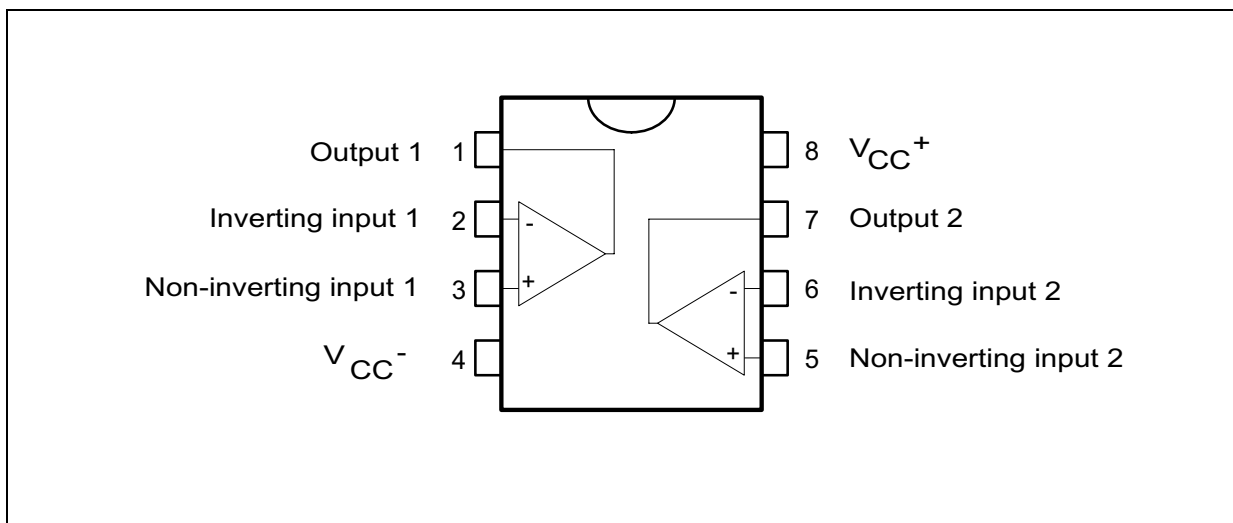 Output 1 1
Inverting input 1 2
Non-inverting input 1 3
VCC- 4
8 VCC+
7 Output 2
6 Inverting input 2
5 Non-inverting input 2
-
+
-
+